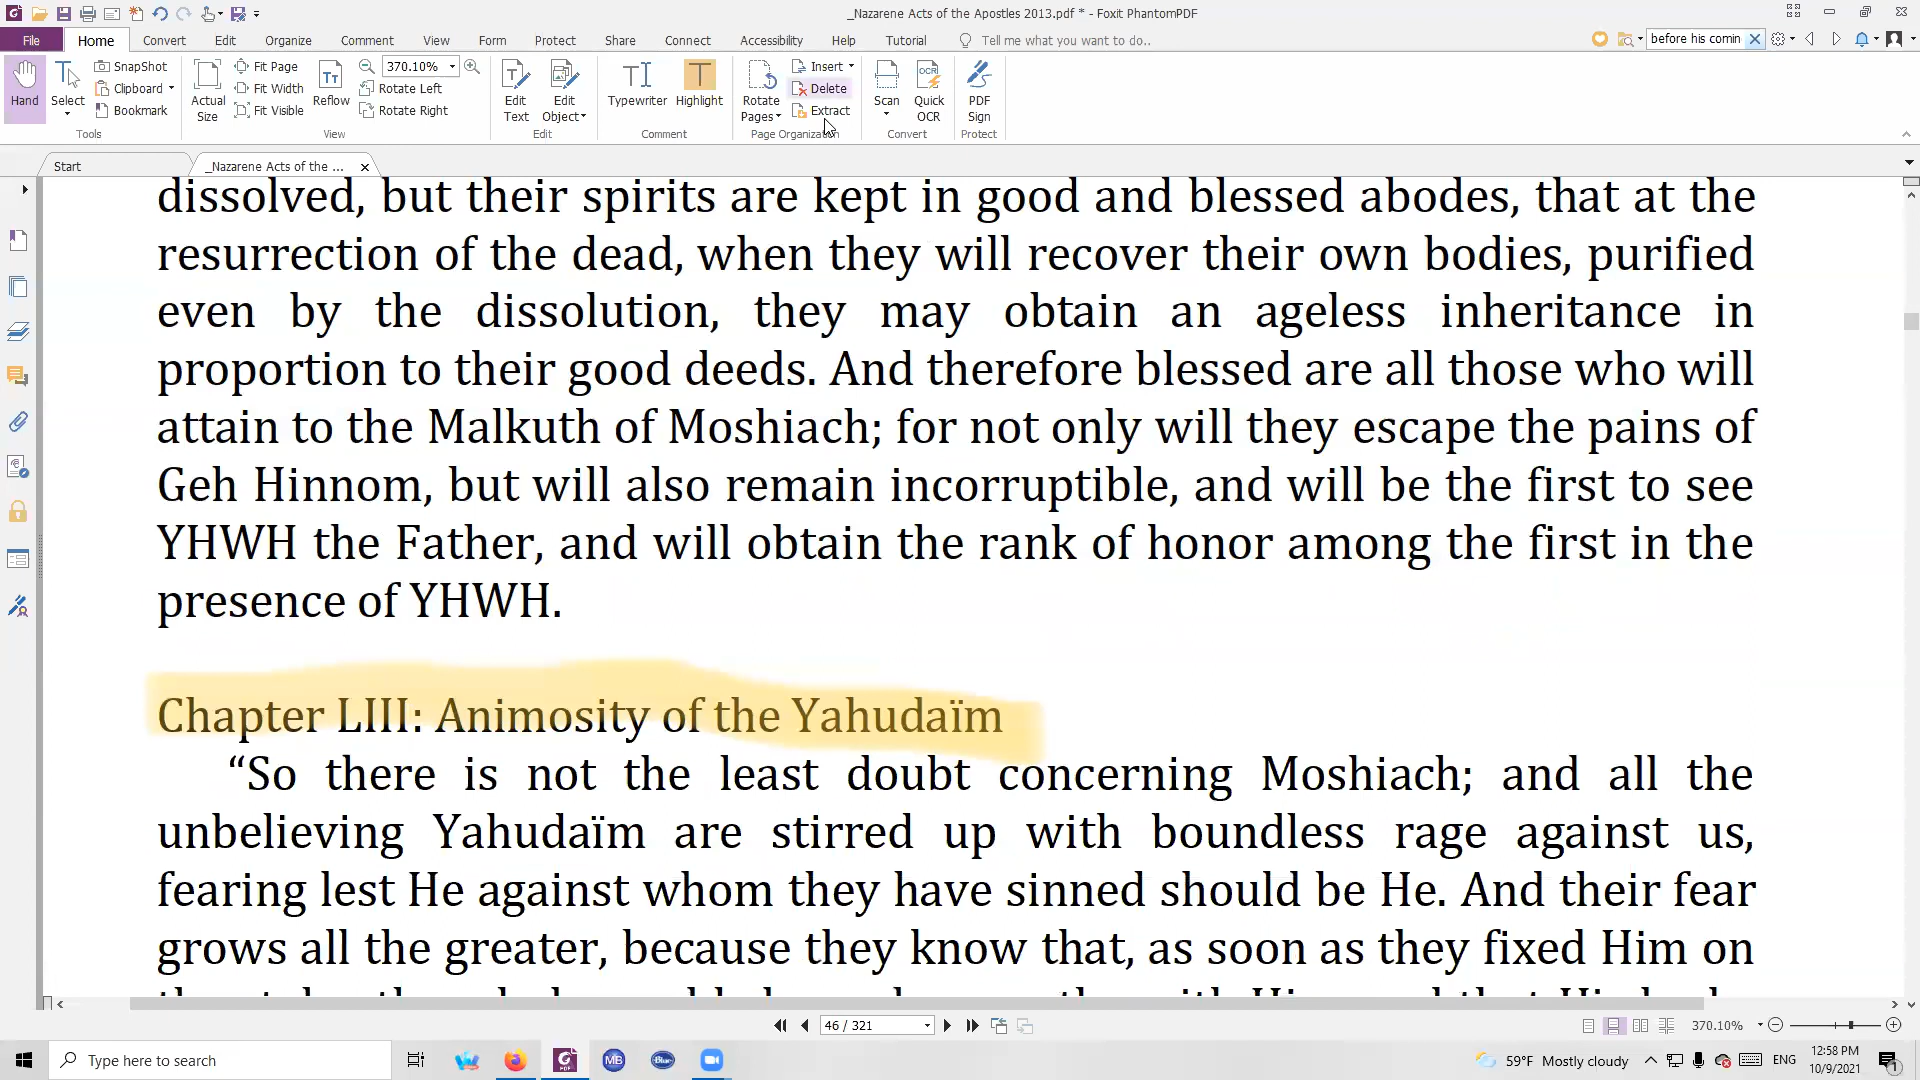 _Nazarene Acts of the Apostles 2013.pdf * - Foxit PhantomPDF
File Home Convert Edit Organize Comment View Form Protect Share Connect Accessibility Help Tutorial Tell me what you want to do.. before his comin
Hand
Select
SnapShot
Clipboard
Bookmark
Tools
Actual Size
Fit Page
Fit Width
Fit Visible
Reflow
370.10%
Rotate Left
Rotate Right
View
Edit Text
Edit Object
Edit
Typewriter
Highlight
Comment
Rotate Pages
Insert
Delete
Extract
Page Organization
Scan
Quick OCR
Convert
PDF Sign
Protect
Start
_Nazarene Acts of the ...
dissolved, but their spirits are kept in good and blessed abodes, that at the
resurrection of the dead, when they will recover their own bodies, purified
even by the dissolution, they may obtain an ageless inheritance in
proportion to their good deeds. And therefore blessed are all those who will
attain to the Malkuth of Moshiach; for not only will they escape the pains of
Geh Hinnom, but will also remain incorruptible, and will be the first to see
YHWH the Father, and will obtain the rank of honor among the first in the
presence of YHWH.
Chapter LIII: Animosity of the Yahudaïm
“So there is not the least doubt concerning Moshiach; and all the
unbelieving Yahudaïm are stirred up with boundless rage against us,
fearing lest He against whom they have sinned should be He. And their fear
grows all the greater, because they know that, as soon as they fixed Him on
46 / 321
370.10%
Type here to search
MB
Blue
59°F Mostly cloudy
ENG
12:58 PM
10/9/2021